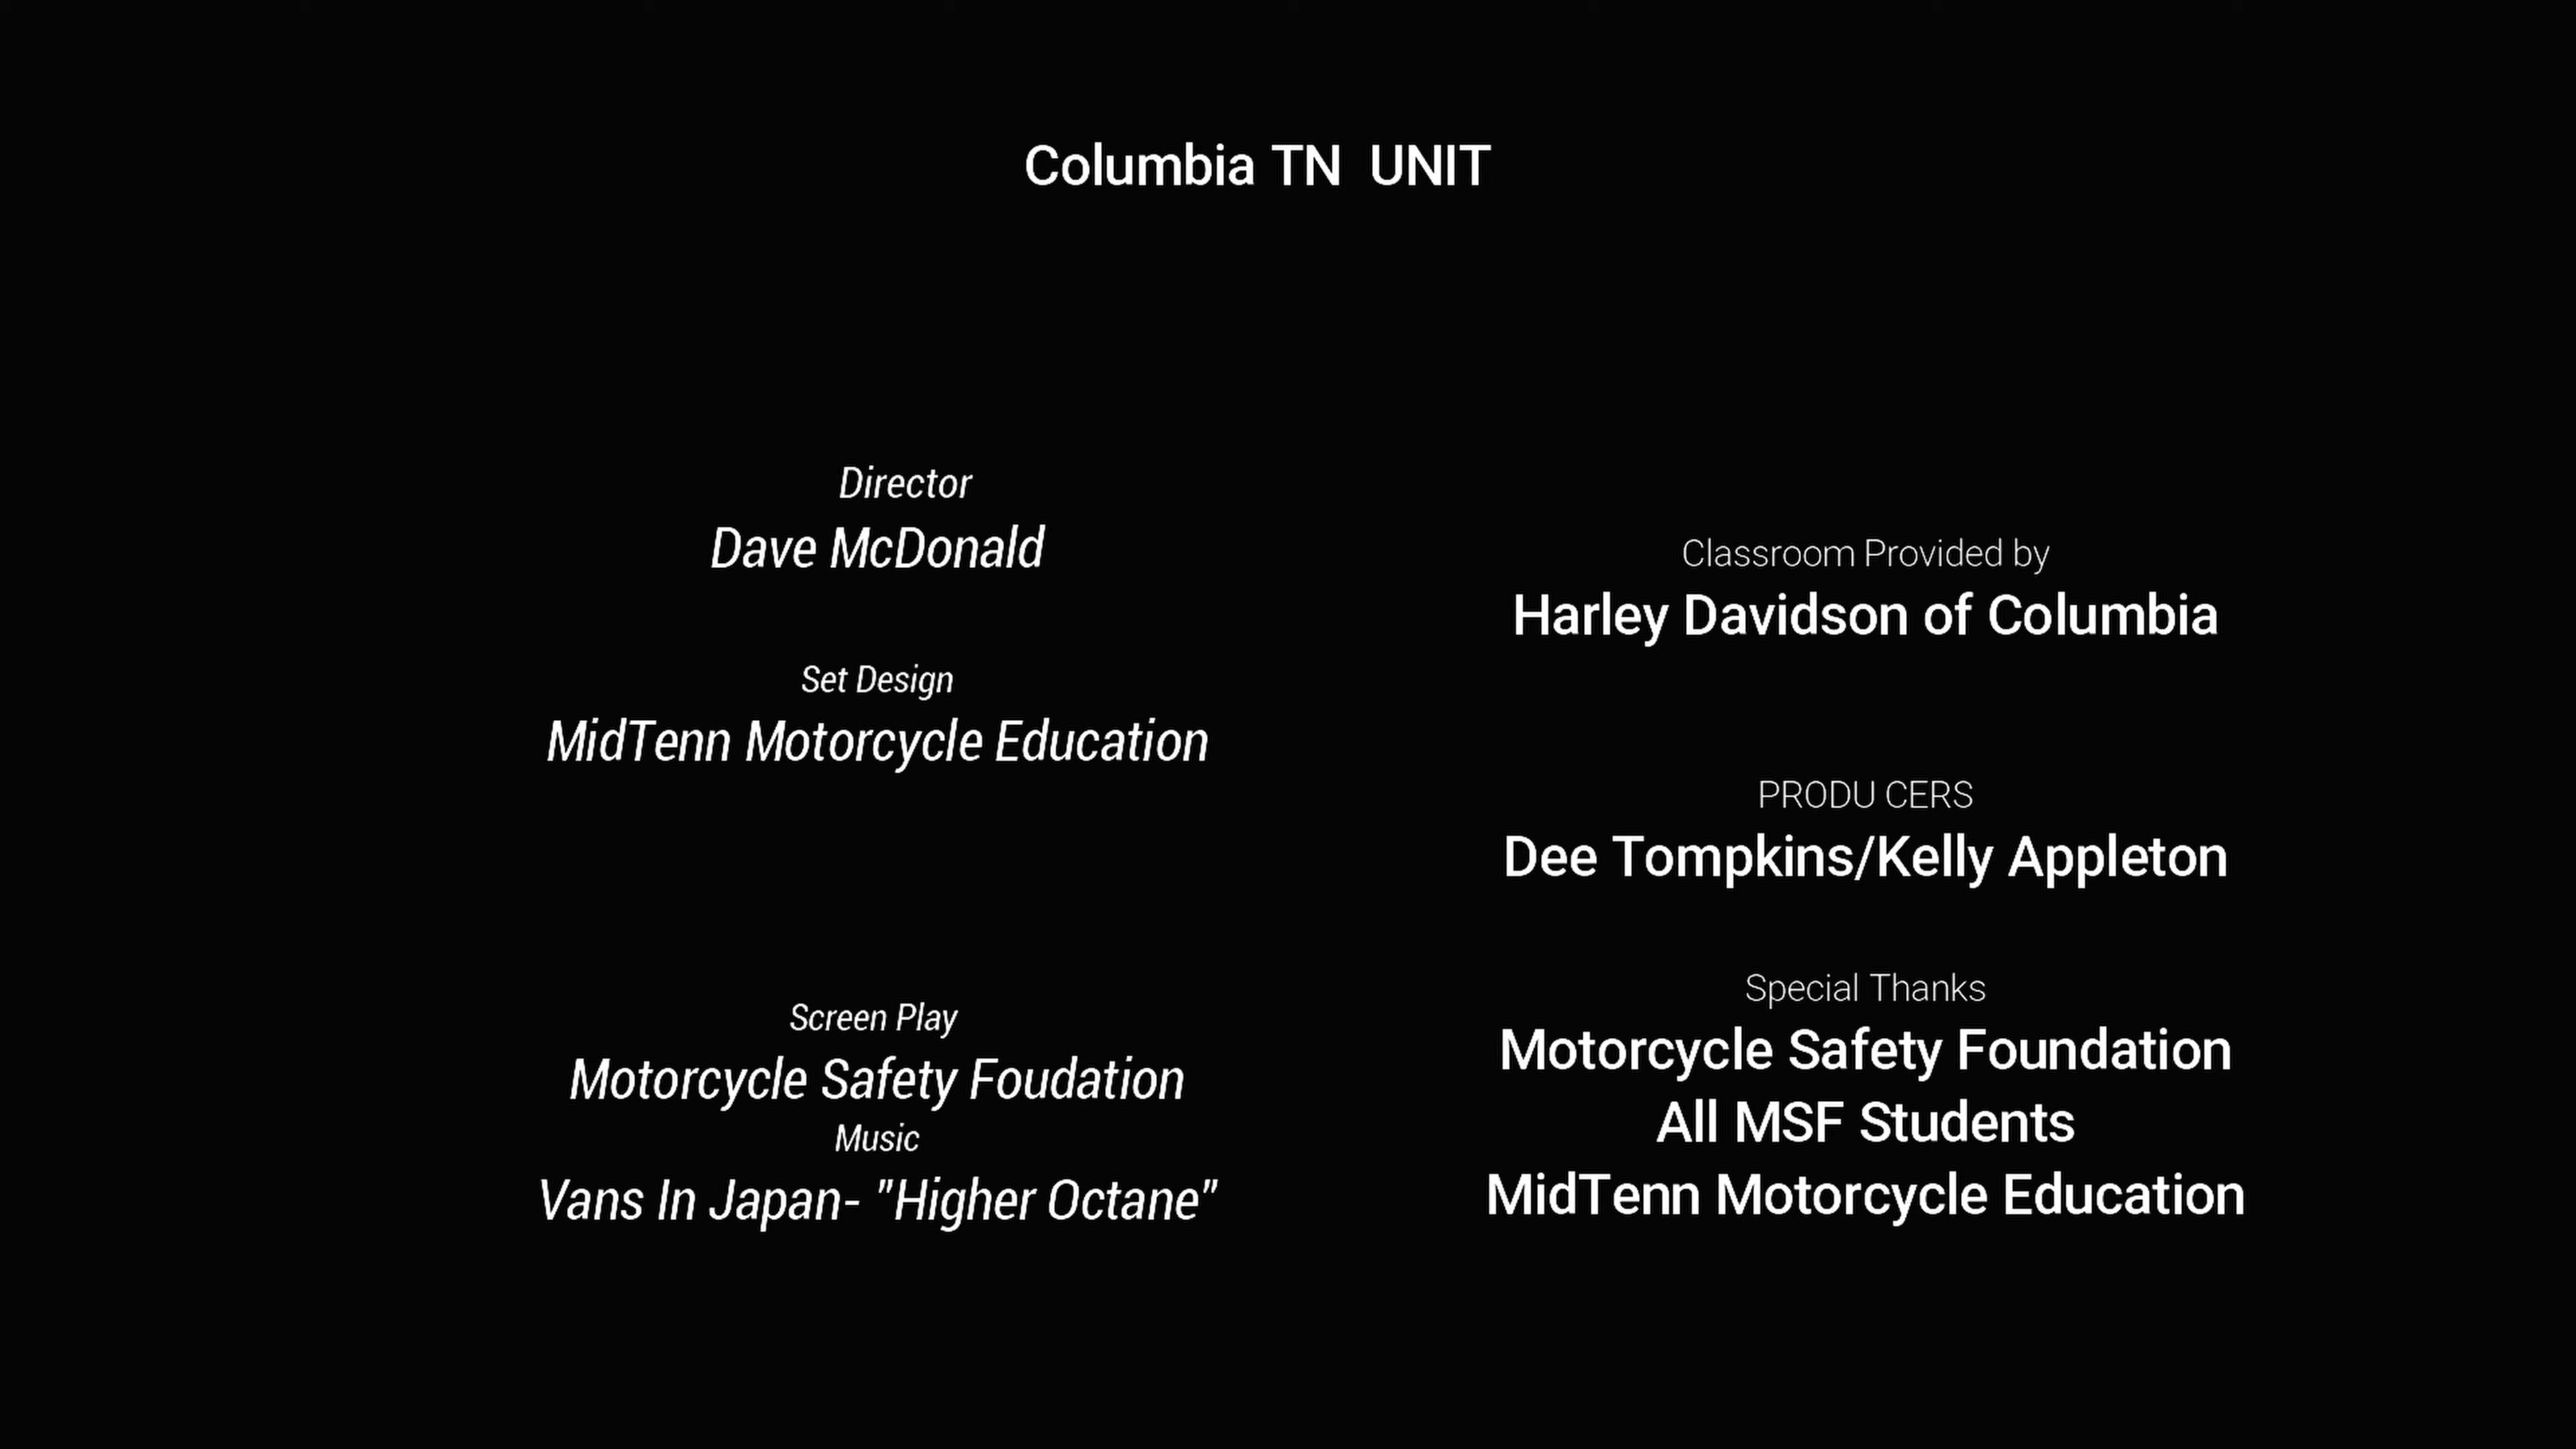 Columbia TN  UNIT
Director
Dave McDonald
Set Design
MidTenn Motorcycle Education
Screen Play
Motorcycle Safety Foudation
Music
Vans In Japan- "Higher Octane"
Classroom Provided by
Harley Davidson of Columbia
PRODU CERS
Dee Tompkins/Kelly Appleton
Special Thanks
Motorcycle Safety Foundation
All MSF Students
MidTenn Motorcycle Education